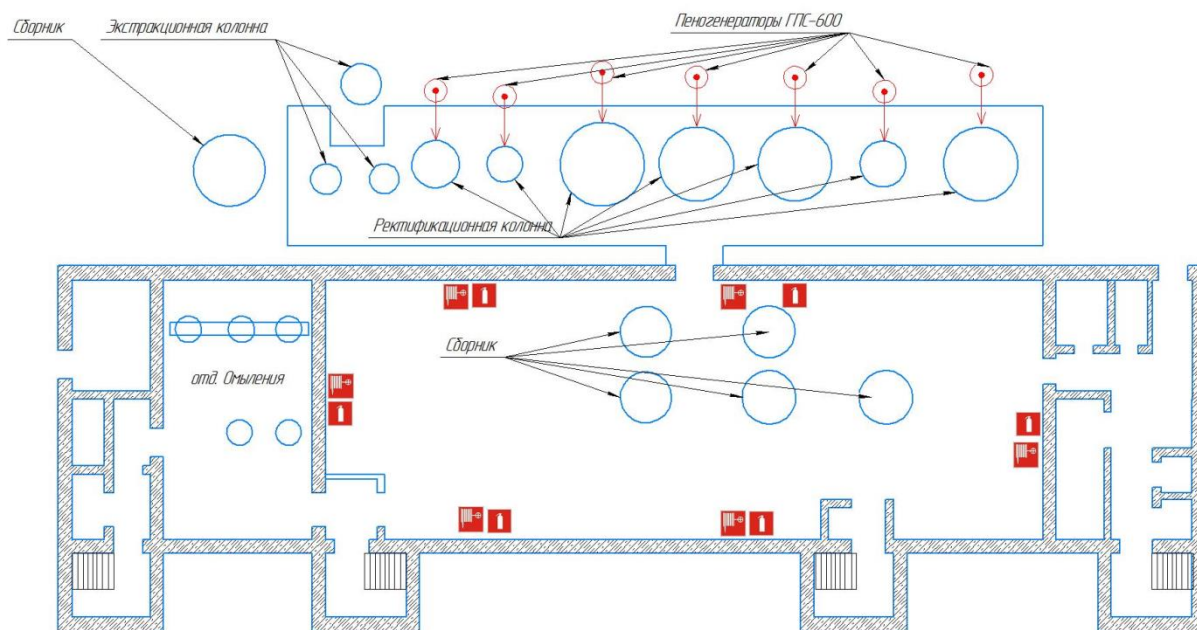 Сборник
Экстракционная колонна
Пеногенераторы ГПС-600
Ректификационная колонна
Сборник
отд. Омыления